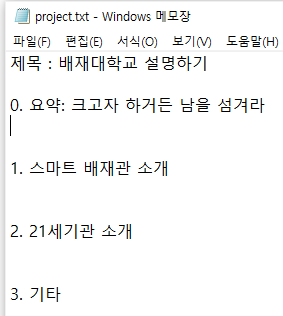 project.txt - Windows 메모장
파일(F) 편집(E) 서식(O) 보기(V) 도움말(H)
제목 : 배재대학교 설명하기
0. 요약: 크고자 하거든 남을 섬겨라
1. 스마트 배재관 소개
2. 21세기관 소개
3. 기타